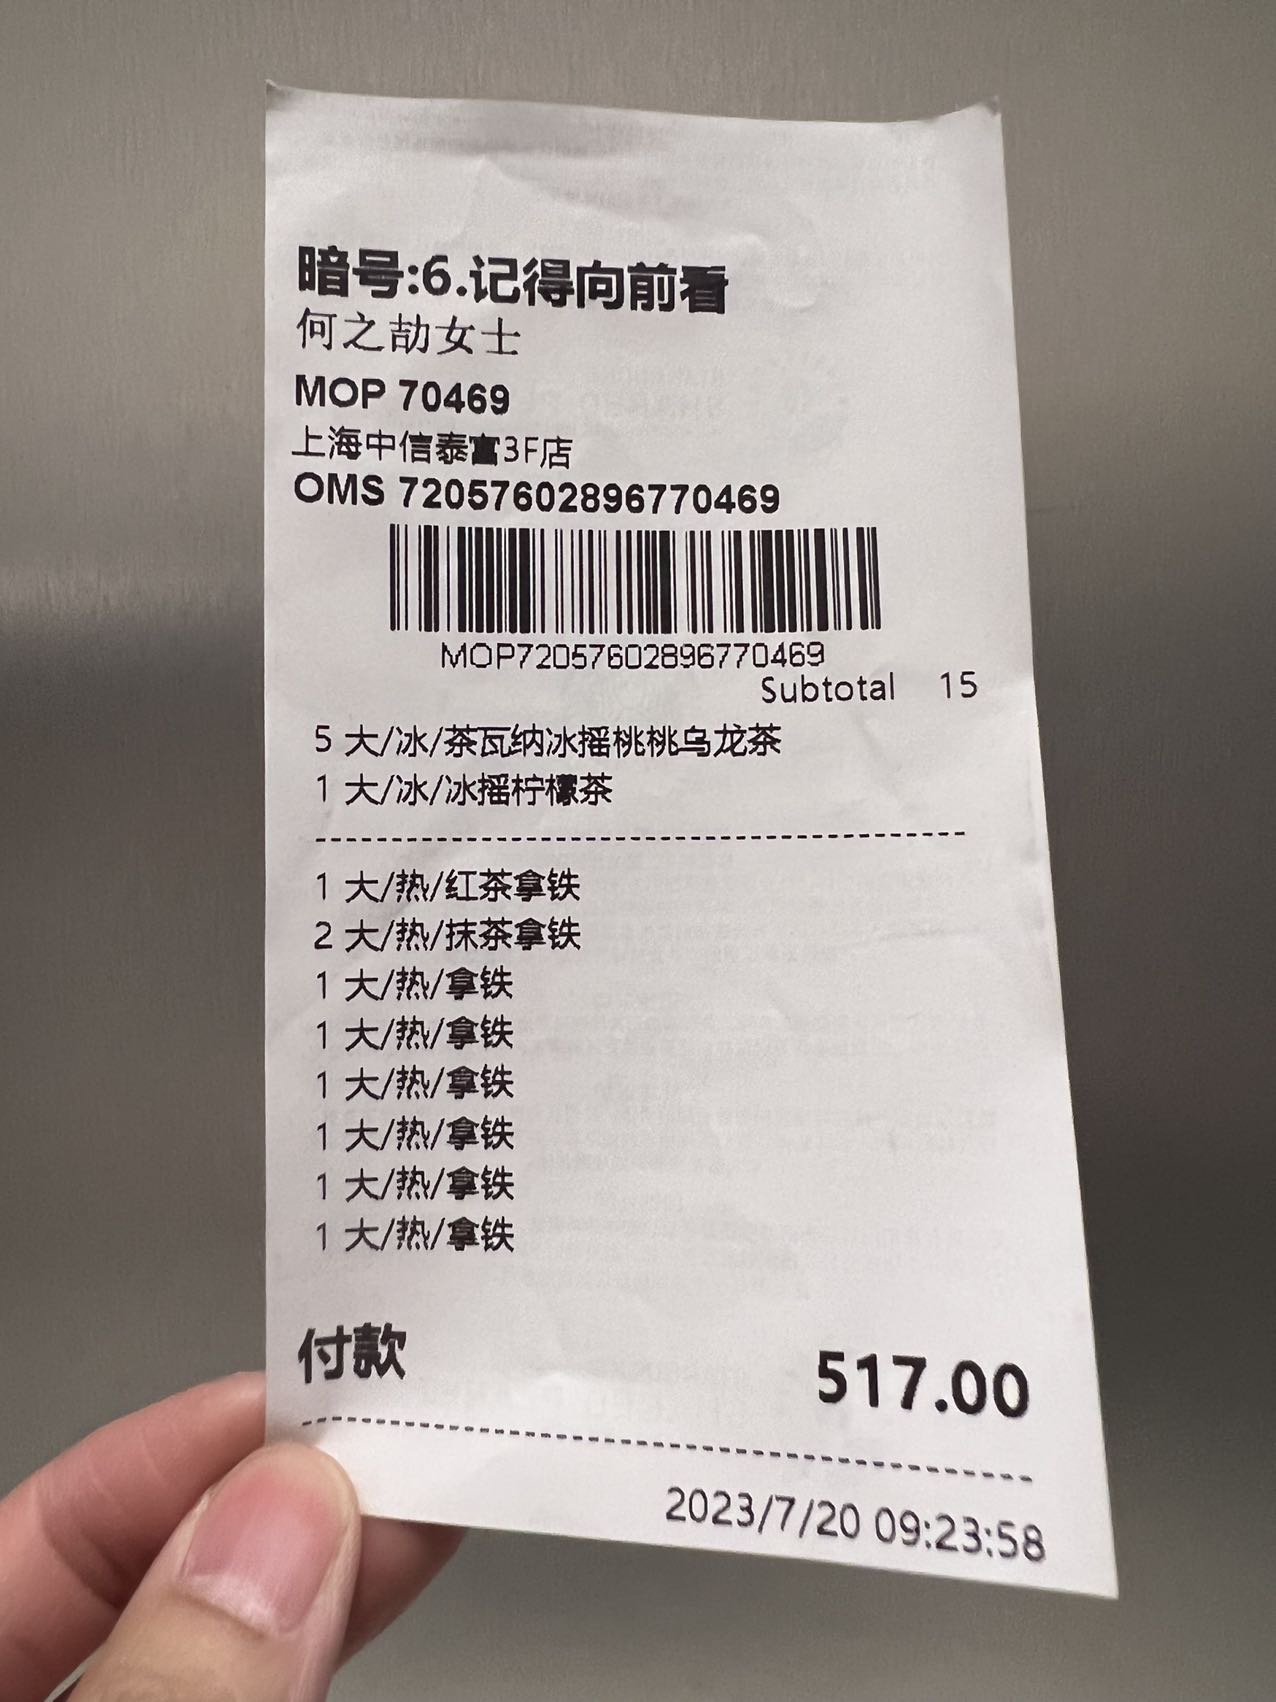 暗号:6.记得向前看
何之劼女士
MOP 70469
上海中信泰富3F店
OMS 72057602896770469
MOP72057602896770469
Subtotal 15
5 大/冰/茶瓦纳冰摇桃桃乌龙茶
1 大/冰/冰摇柠檬茶
1 大/热/红茶拿铁
2 大/热/抹茶拿铁
1 大/热/拿铁
1 大/热/拿铁
1 大/热/拿铁
1 大/热/拿铁
1 大/热/拿铁
1 大/热/拿铁
付款 517.00
2023/7/20 09:23:58